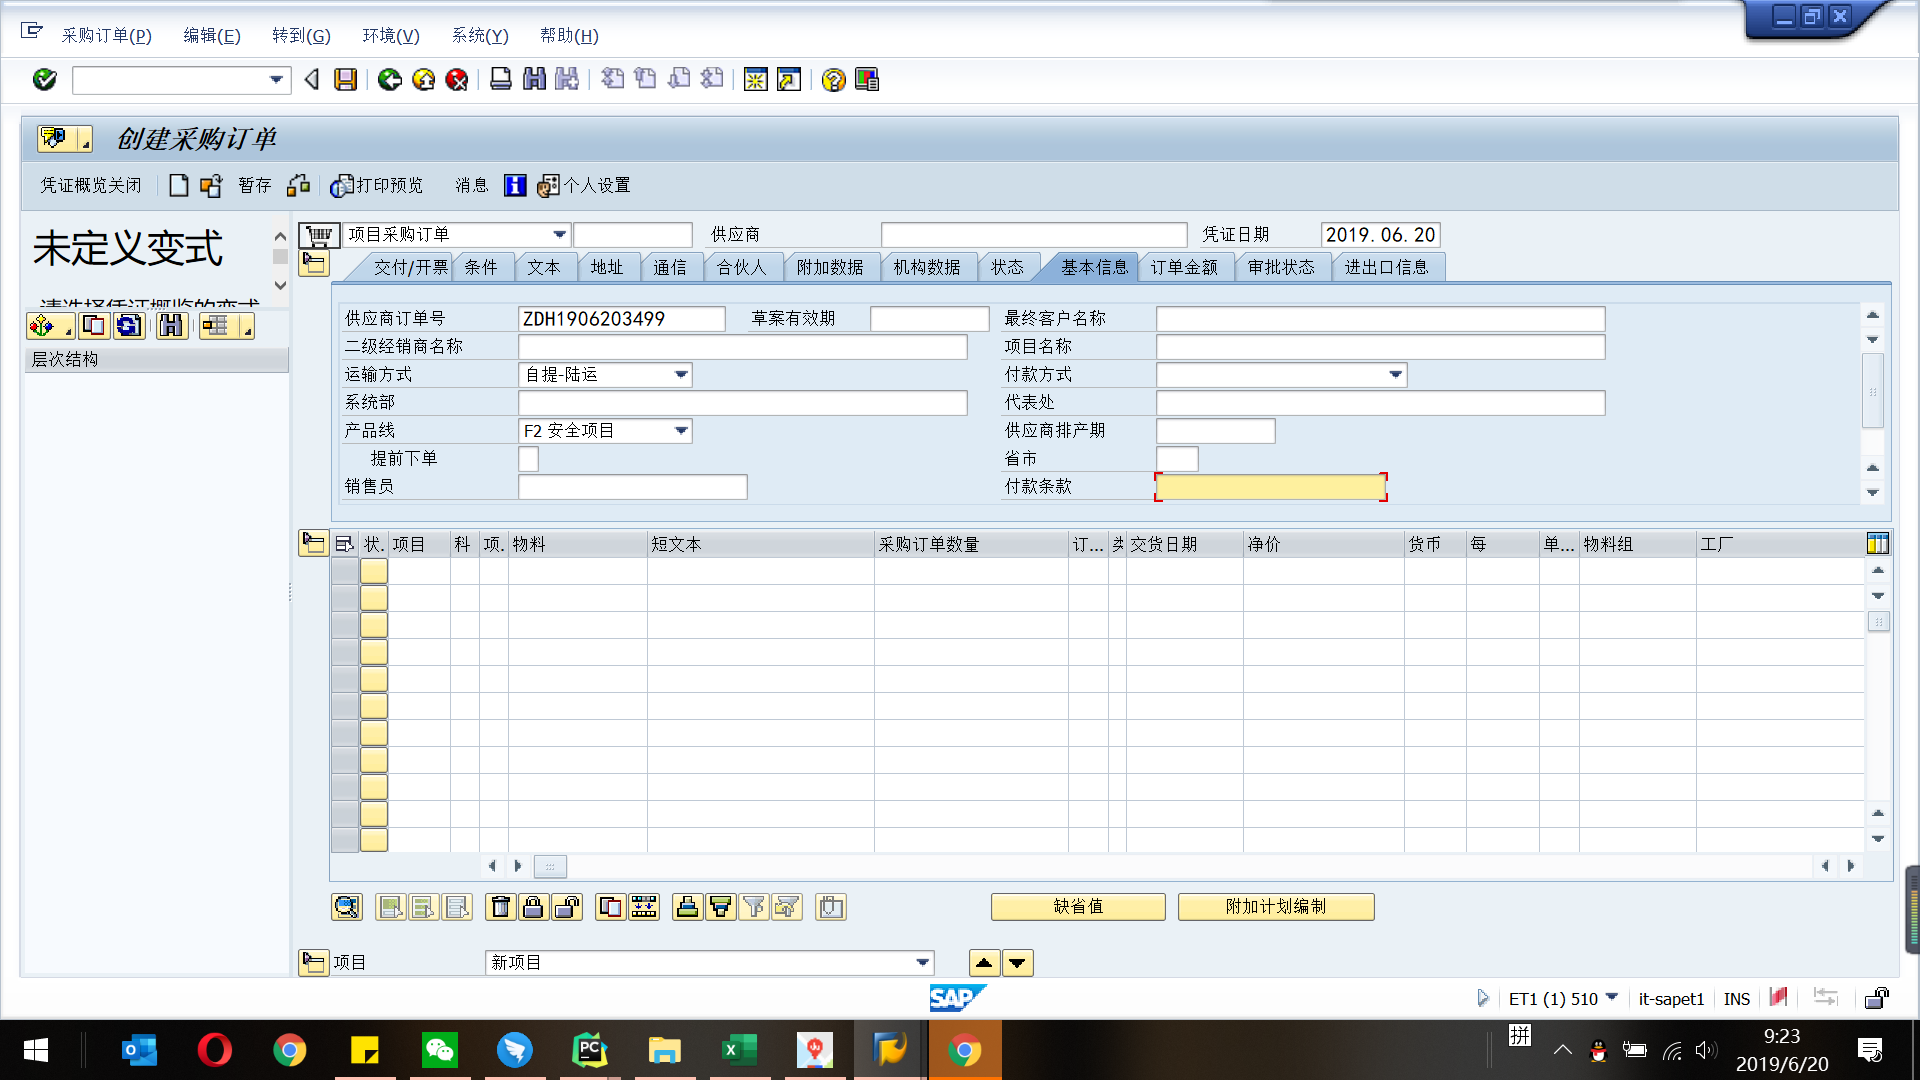 采购订单(P) 编辑(E) 转到(G) 环境(V) 系统(Y) 帮助(H)
创建采购订单
凭证概览关闭 暂存 打印预览 消息 个人设置
未定义变式
请选择凭证概览的变式
层次结构
项目采购订单 供应商 凭证日期 2019.06.20
交付/开票 条件 文本 地址 通信 合伙人 附加数据 机构数据 状态 基本信息 订单金额 审批状态 进出口信息
供应商订单号 ZDH1906203499 草案有效期 最终客户名称
二级经销商名称 项目名称
运输方式 自提-陆运 付款方式
系统部 代表处
产品线 F2 安全项目 供应商排产期
提前下单 省市
销售员 付款条款
状. 项目 科 项. 物料 短文本 采购订单数量 订... 类 交货日期 净价 货币 每 单... 物料组 工厂
缺省值 附加计划编制
项目 新项目
SAP
ET1 (1) 510 it-sapet1 INS
拼
9:23
2019/6/20